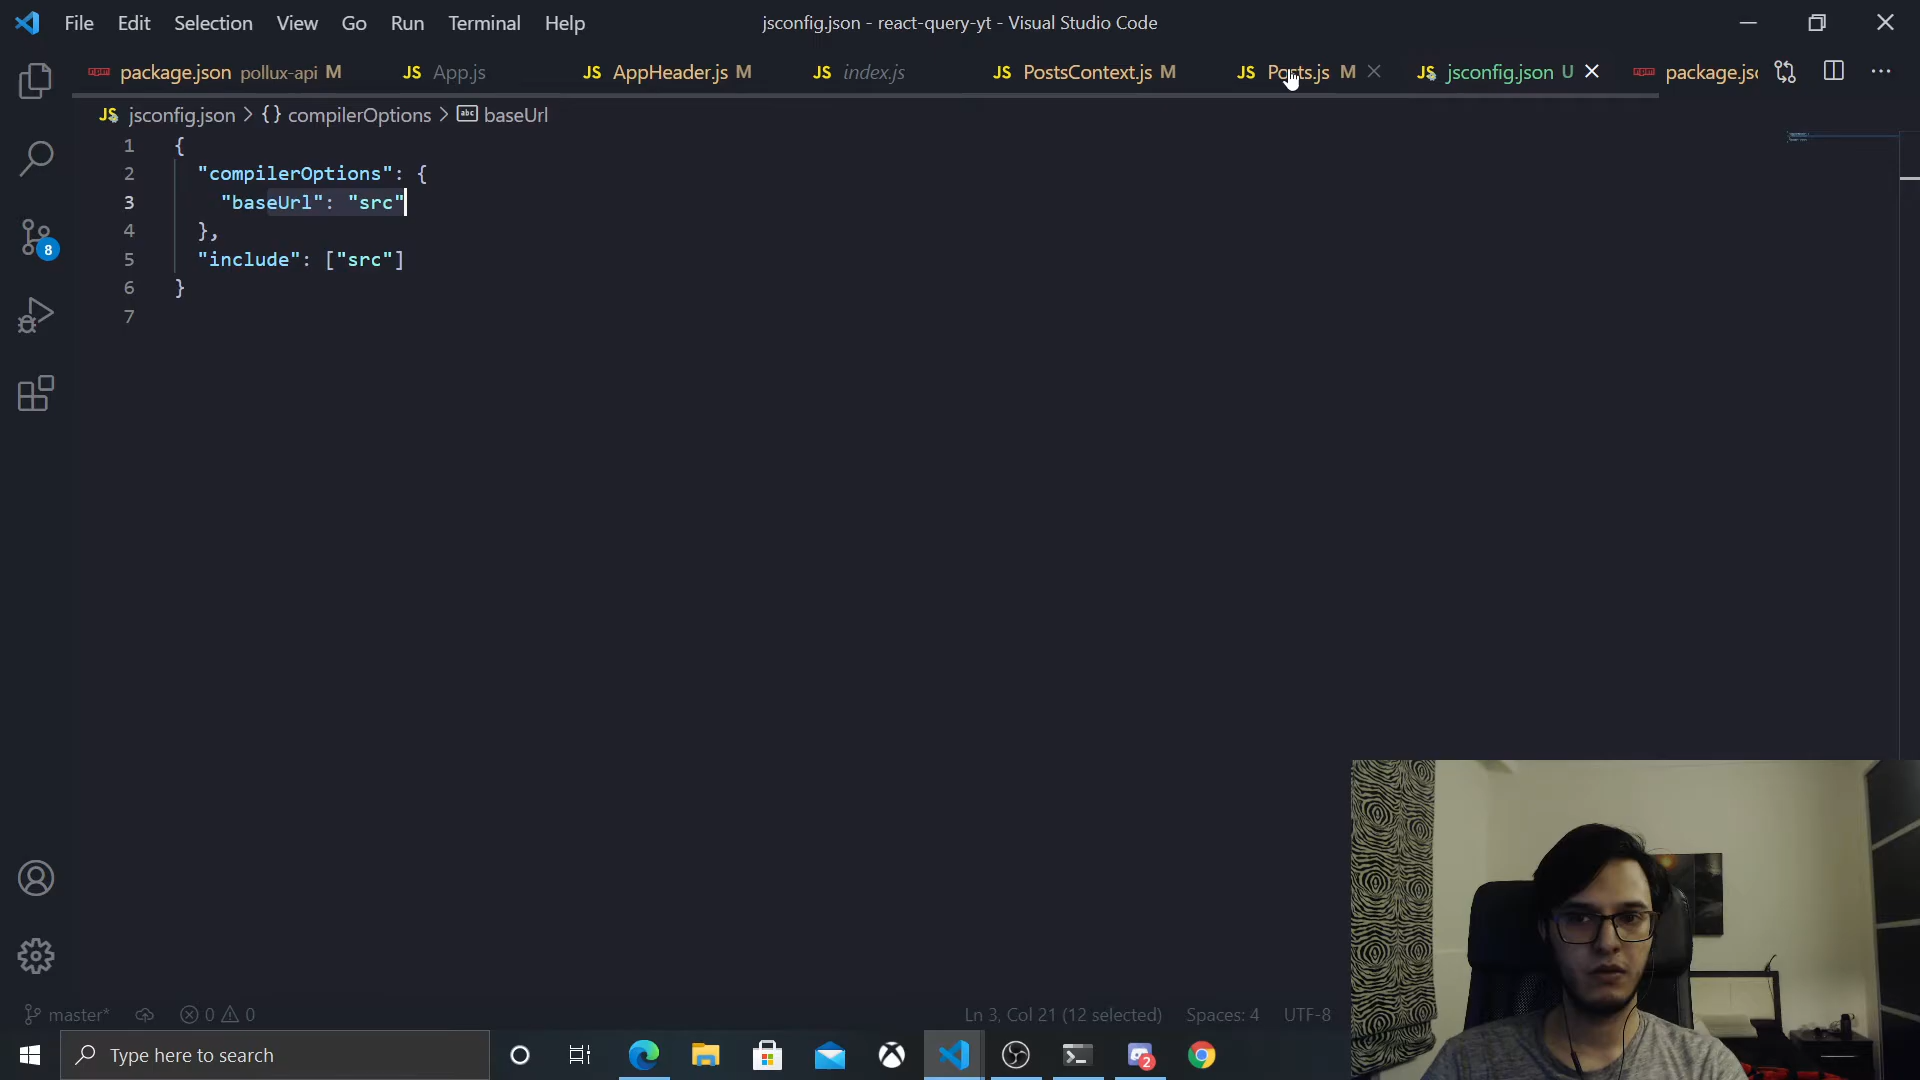 File Edit Selection View Go Run Terminal Help jsconfig.json - react-query-yt - Visual Studio Code
package.json pollux-api M JS App.js JS AppHeader.js M JS index.js JS PostsContext.js M JS Posts.js M JS jsconfig.json U package.jsc
JS jsconfig.json > {} compilerOptions > abc baseUrl
1 {
2 "compilerOptions": {
3 "baseUrl": "src"
4 },
5 "include": ["src"]
6 }
7
8
master* 0 0 Ln 3, Col 21 (12 selected) Spaces: 4 UTF-8
Type here to search 2